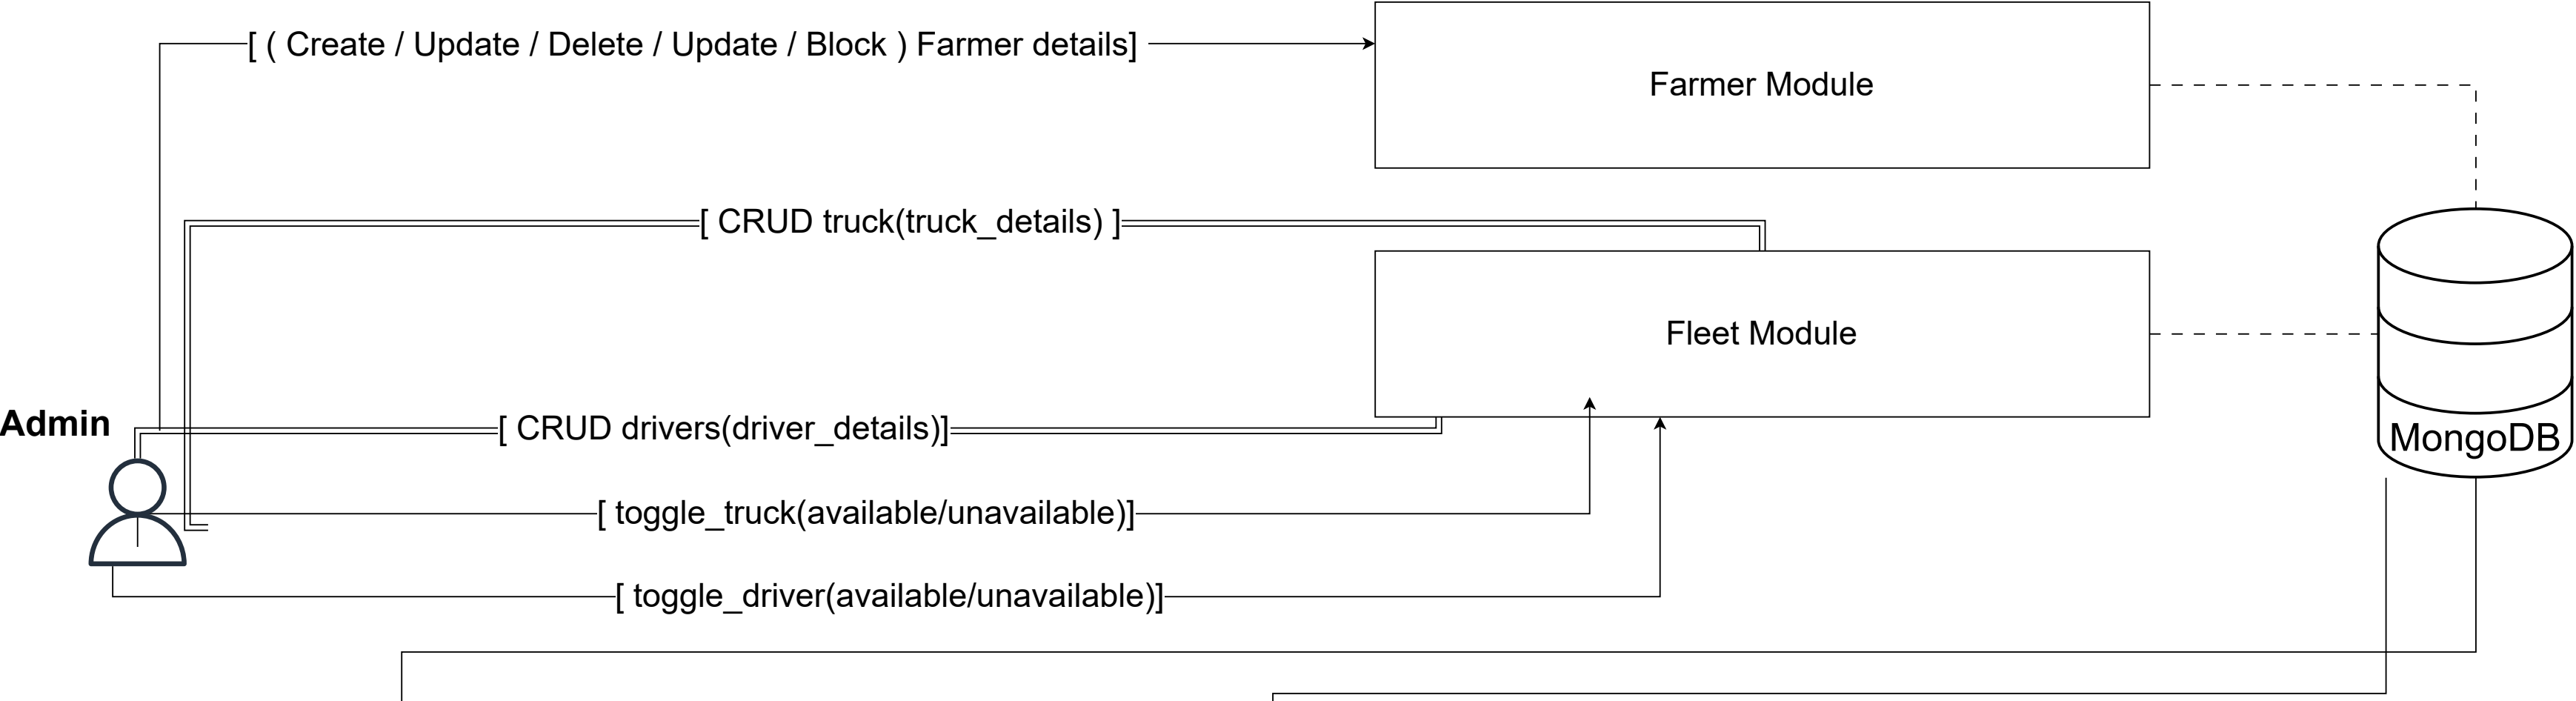 [ ( Create / Update / Delete / Update / Block ) Farmer details]
Farmer Module
[ CRUD truck(truck_details) ]
Fleet Module
Admin
[ CRUD drivers(driver_details)]
MongoDB
[ toggle_truck(available/unavailable)]
[ toggle_driver(available/unavailable)]